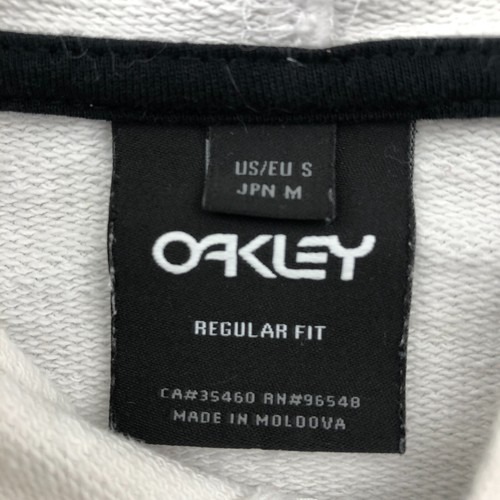 US/EU S
JPN M
OAKLEY
REGULAR FIT
CA#35460 RN#96548
MADE IN MOLDOVA